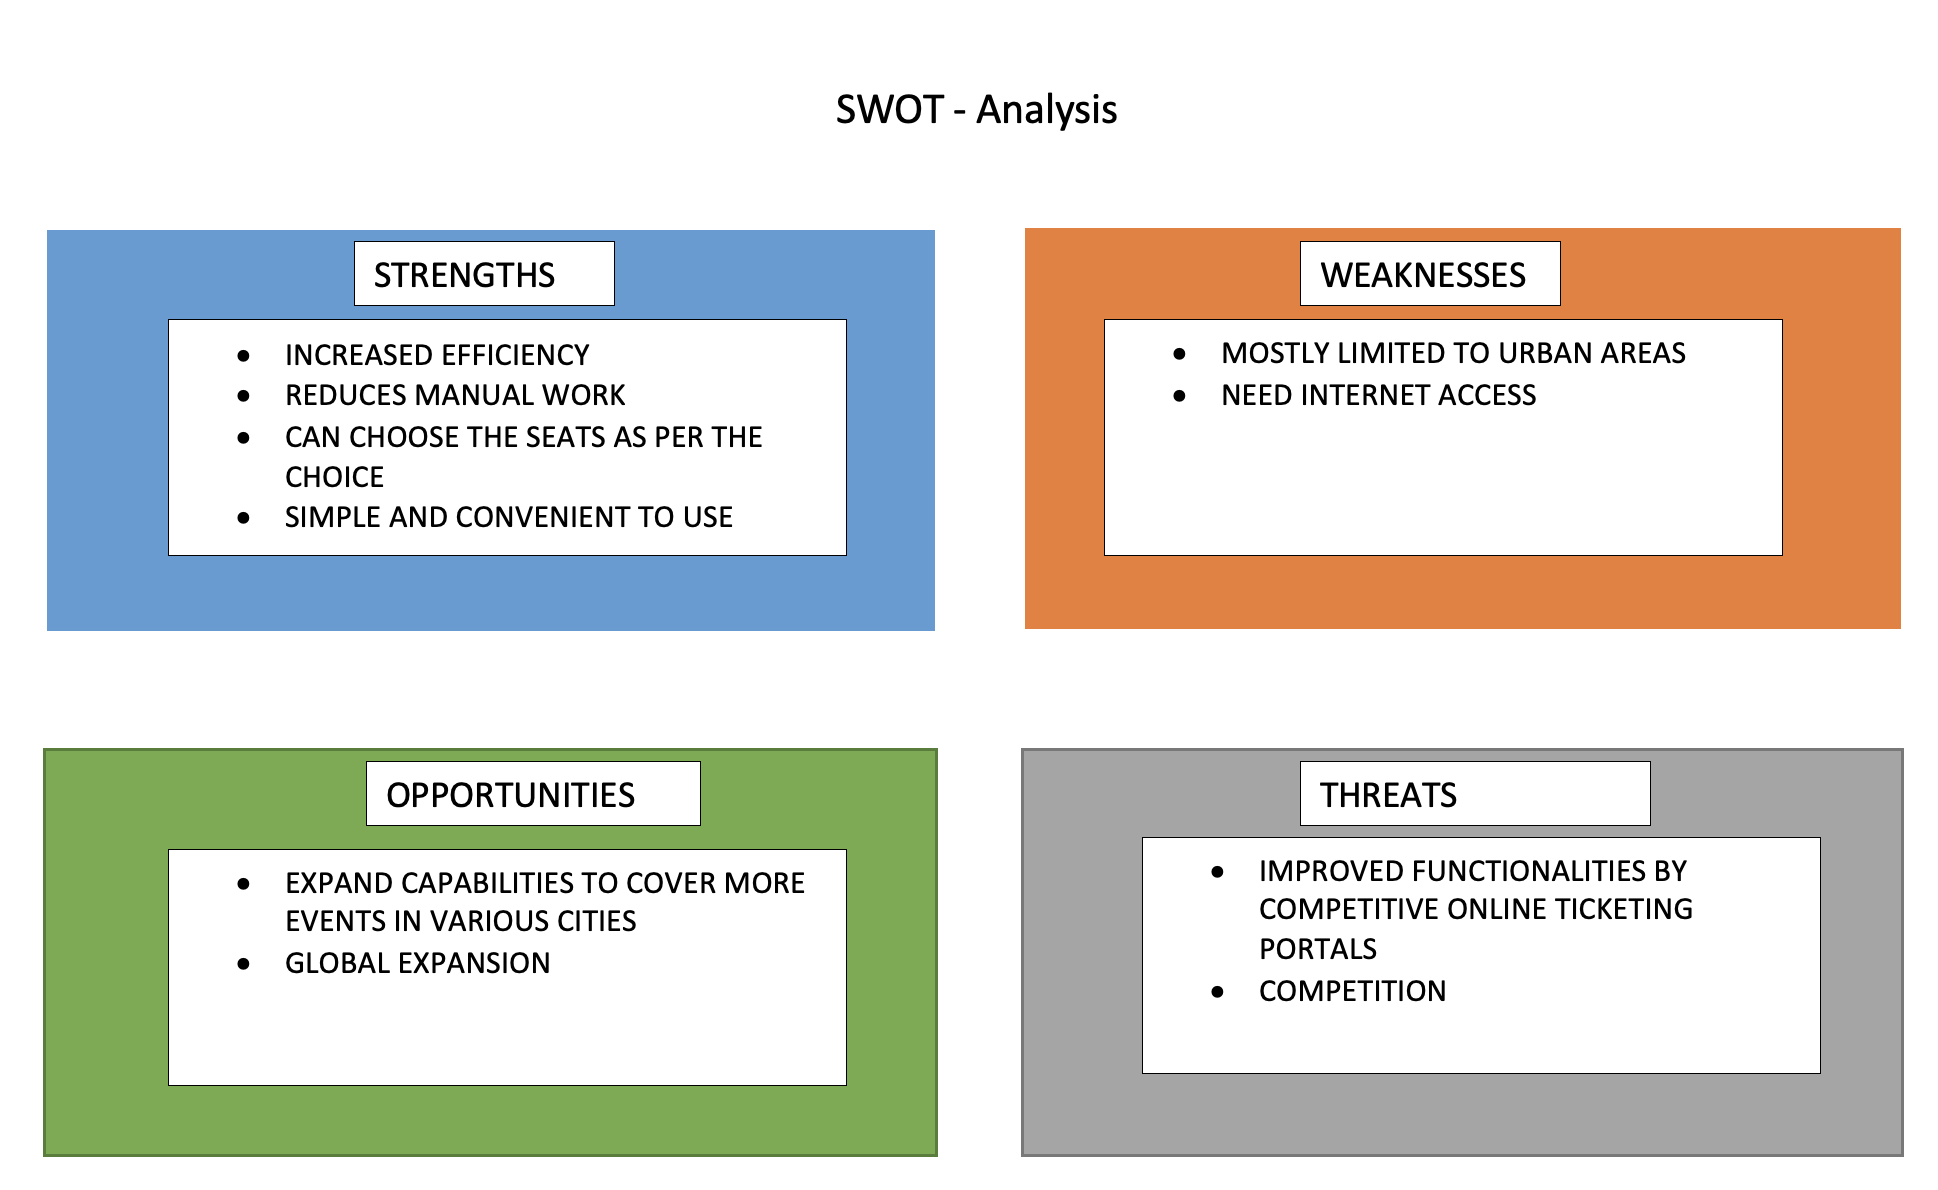 SWOT - Analysis
STRENGTHS
● INCREASED EFFICIENCY
● REDUCES MANUAL WORK
● CAN CHOOSE THE SEATS AS PER THE
CHOICE
● SIMPLE AND CONVENIENT TO USE
WEAKNESSES
● MOSTLY LIMITED TO URBAN AREAS
● NEED INTERNET ACCESS
OPPORTUNITIES
● EXPAND CAPABILITIES TO COVER MORE
EVENTS IN VARIOUS CITIES
● GLOBAL EXPANSION
THREATS
● IMPROVED FUNCTIONALITIES BY
COMPETITIVE ONLINE TICKETING
PORTALS
● COMPETITION